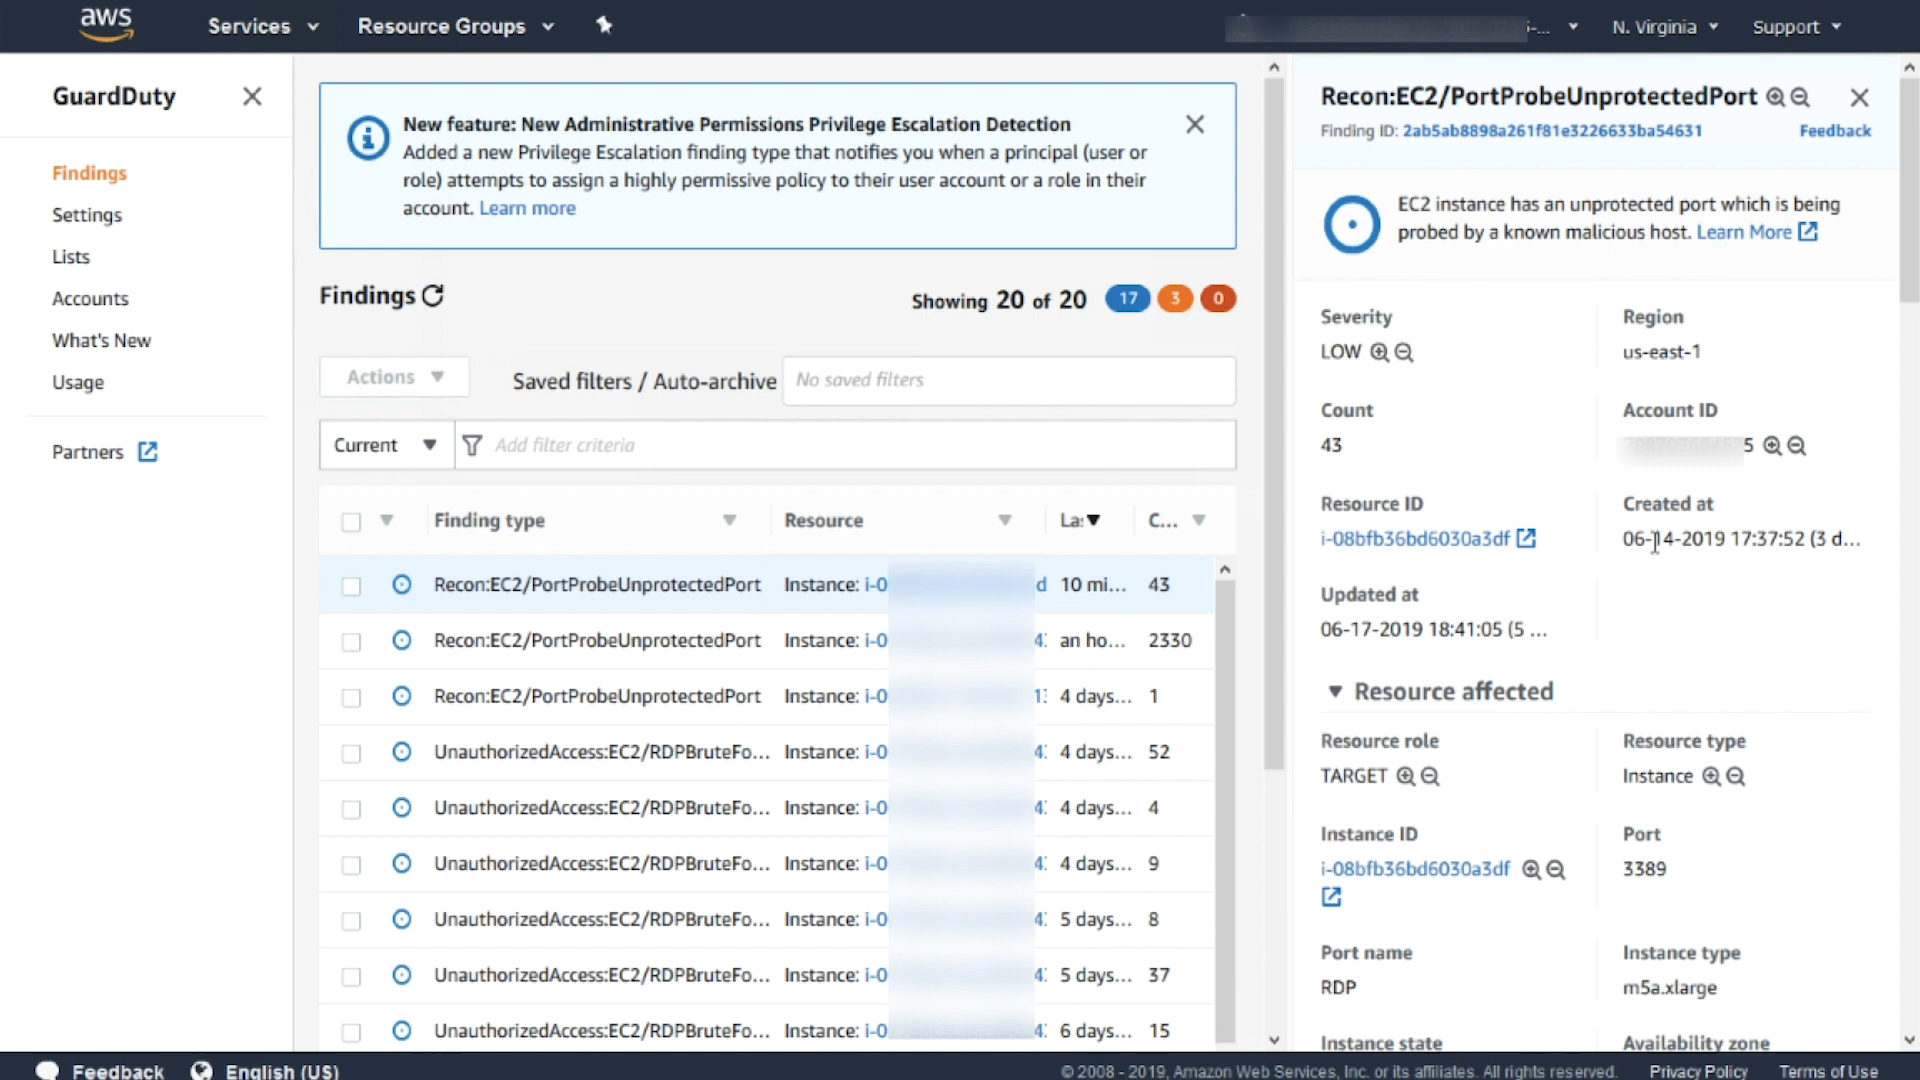 aws Services Resource Groups N. Virginia Support
GuardDuty
Findings
Settings
Lists
Accounts
What's New
Usage
Partners
New feature: New Administrative Permissions Privilege Escalation Detection
Added a new Privilege Escalation finding type that notifies you when a principal (user or
role) attempts to assign a highly permissive policy to their user account or a role in their
account. Learn more
Findings
Showing 20 of 20 17 3 0
Actions Saved filters / Auto-archive No saved filters
Current Add filter criteria
Finding type Resource La: C...
Recon:EC2/PortProbeUnprotectedPort Instance: i-0 d 10 mi... 43
Recon:EC2/PortProbeUnprotectedPort Instance: i-0 4: an ho... 2330
Recon:EC2/PortProbeUnprotectedPort Instance: i-0 1: 4 days... 1
UnauthorizedAccess:EC2/RDPBruteFo... Instance: i-0 4: 4 days... 52
UnauthorizedAccess:EC2/RDPBruteFo... Instance: i-0 4: 4 days... 4
UnauthorizedAccess:EC2/RDPBruteFo... Instance: i-0 4: 4 days... 9
UnauthorizedAccess:EC2/RDPBruteFo... Instance: i-0 4: 5 days... 8
UnauthorizedAccess:EC2/RDPBruteFo... Instance: i-0 4: 5 days... 37
UnauthorizedAccess:EC2/RDPBruteFo... Instance: i-0 4: 6 days... 15
Recon:EC2/PortProbeUnprotectedPort
Finding ID: 2ab5ab8898a261f81e3226633ba54631 Feedback
EC2 instance has an unprotected port which is being
probed by a known malicious host. Learn More
Severity Region
LOW us-east-1
Count Account ID
43 5
Resource ID Created at
i-08bfb36bd6030a3df 06-14-2019 17:37:52 (3 d...
Updated at
06-17-2019 18:41:05 (5 ...
Resource affected
Resource role Resource type
TARGET Instance
Instance ID Port
i-08bfb36bd6030a3df 3389
Port name Instance type
RDP m5a.xlarge
Instance state Availability zone
Feedback English (US) © 2008 - 2019, Amazon Web Services, Inc. or its affiliates. All rights reserved. Privacy Policy Terms of Use